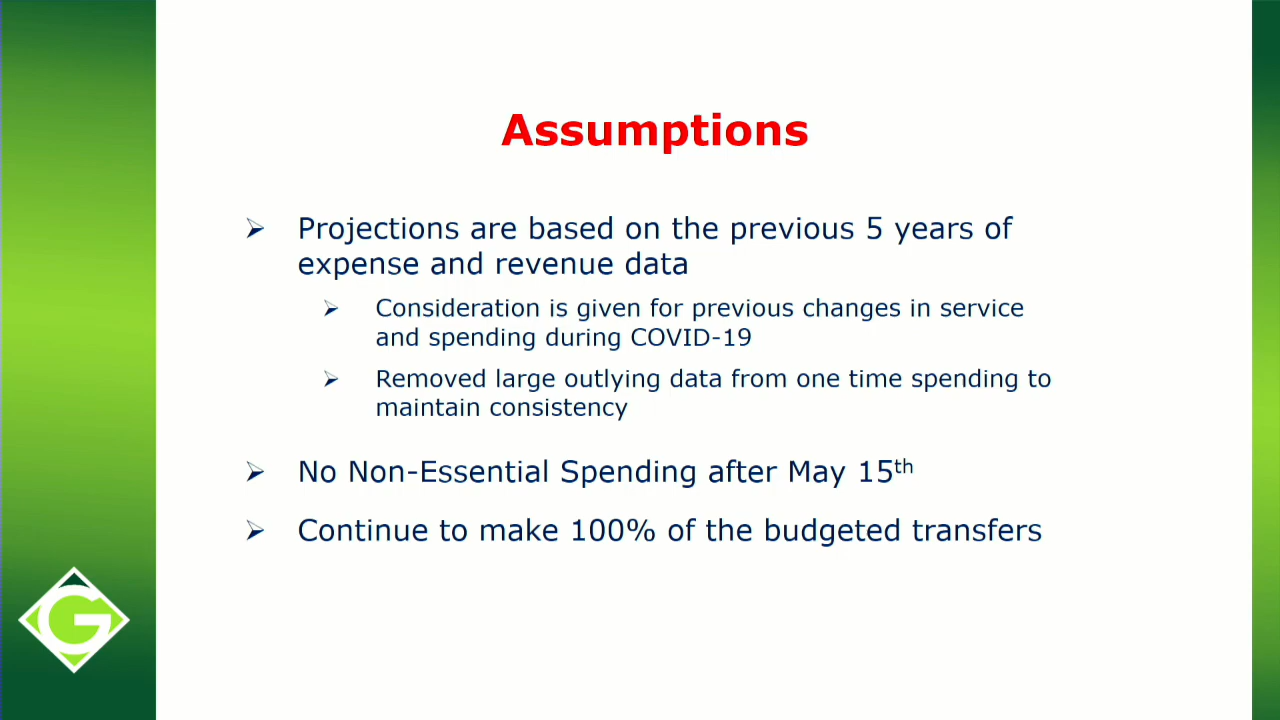 Assumptions
Projections are based on the previous 5 years of
expense and revenue data
Consideration is given for previous changes in service
and spending during COVID-19
Removed large outlying data from one time spending to
maintain consistency
No Non-Essential Spending after May 15th
Continue to make 100% of the budgeted transfers
G